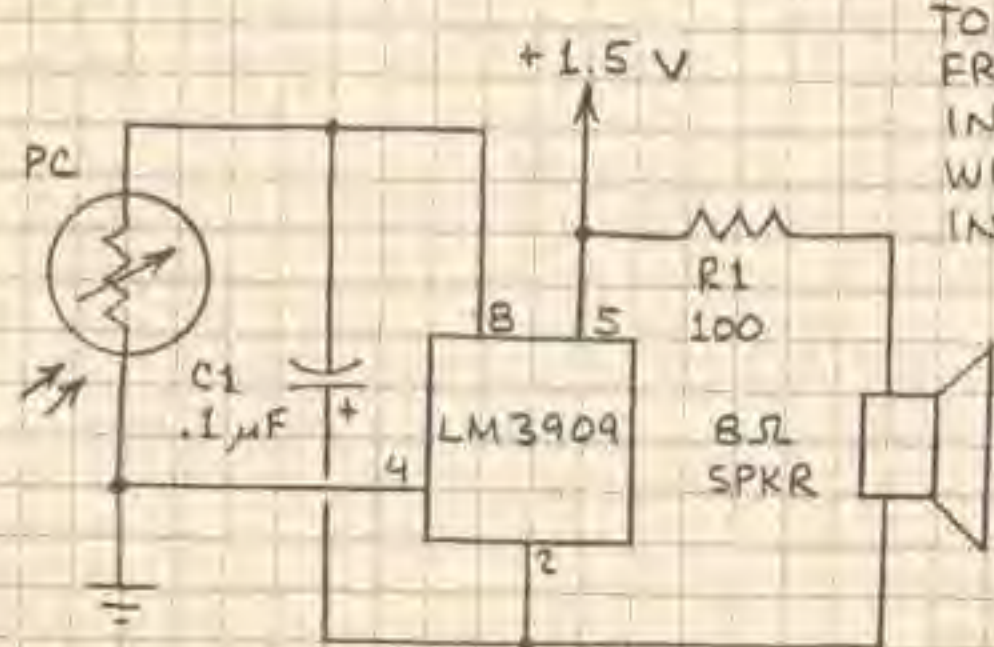 TO
FR
IN
+1.5 V
IN
PC
R1
100
8
5
C1
.1µF
+
LM3909
8Ω
SPKR
4
2